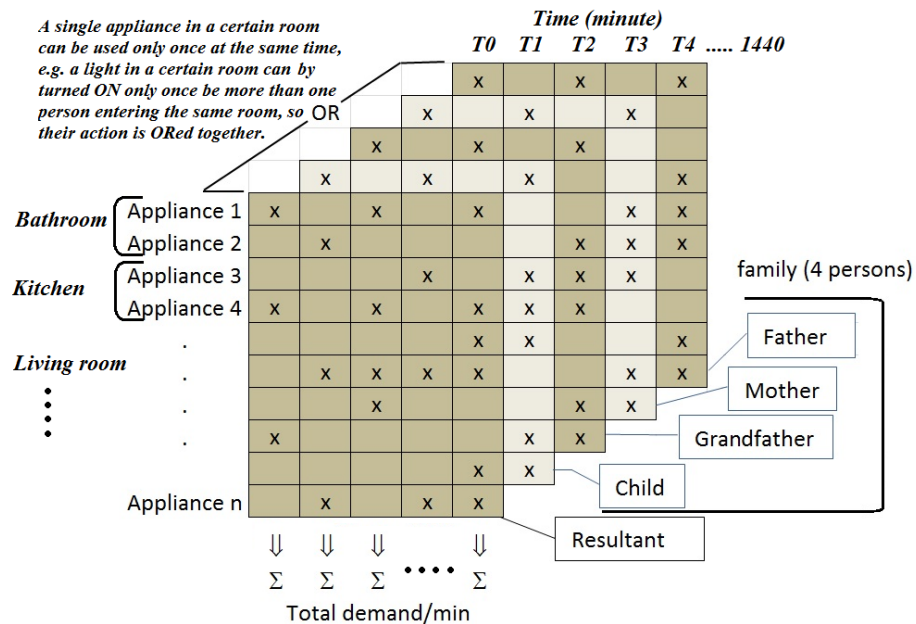 A single appliance in a certain room
can be used only once at the same time,
e.g. a light in a certain room can by
turned ON only once be more than one
person entering the same room, so
their action is ORed together.
Time (minute)
T0 T1 T2 T3 T4 ..... 1440
OR
x x x
x x x
x x x
x x x x
Bathroom
Appliance 1 x x x x x
Appliance 2 x x x x
Kitchen
Appliance 3 x x x x
Appliance 4 x x x x x
. x x x
Living room
. x x x x x x
x x x
. x x x
x x
Appliance n x x x
family (4 persons)
Father
Mother
Grandfather
Child
Resultant
⇓ ⇓ ⇓ ⇓
Σ Σ Σ •••• Σ
Total demand/min